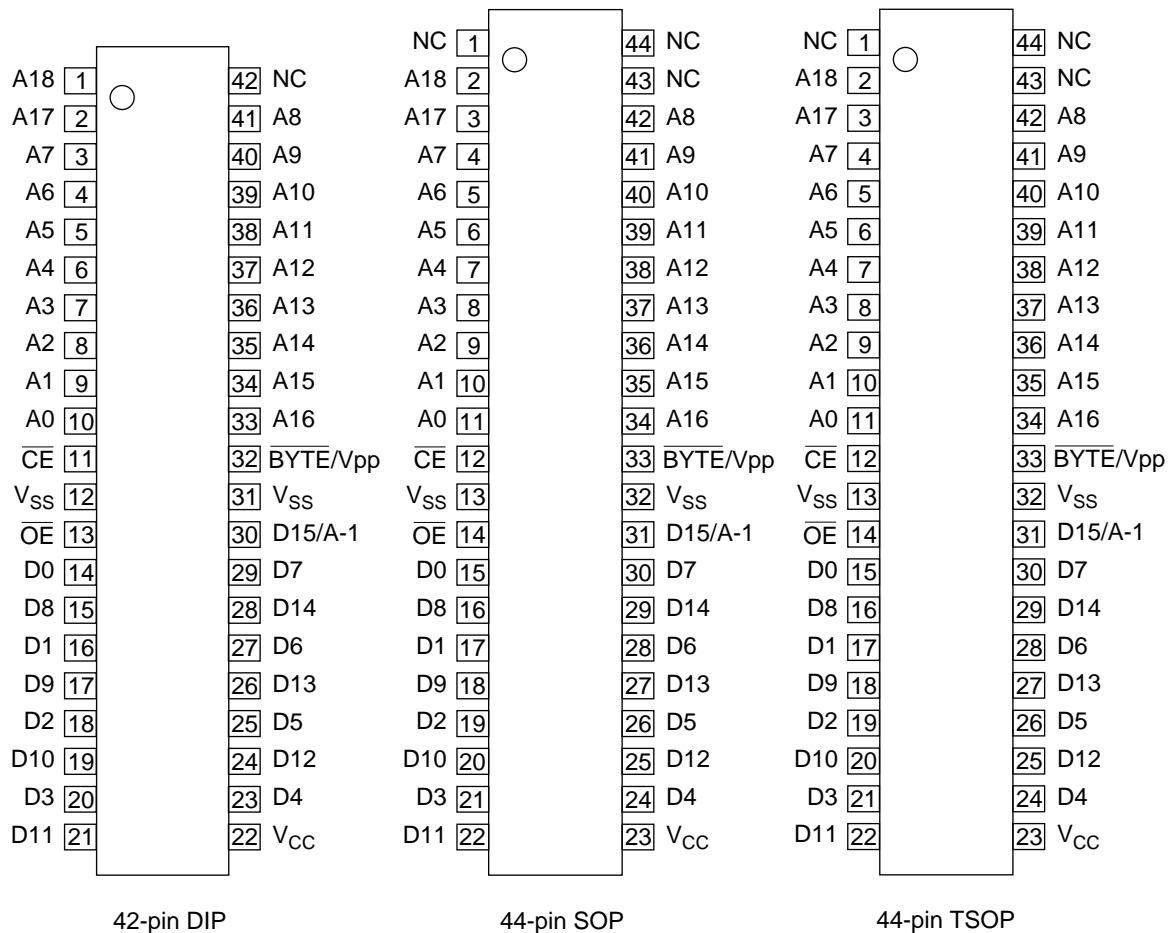 NC 1 44 NC NC 1 44 NC
A18 1 42 NC A18 2 43 NC A18 2 43 NC
A17 2 41 A8 A17 3 42 A8 A17 3 42 A8
A7 3 40 A9 A7 4 41 A9 A7 4 41 A9
A6 4 39 A10 A6 5 40 A10 A6 5 40 A10
A5 5 38 A11 A5 6 39 A11 A5 6 39 A11
A4 6 37 A12 A4 7 38 A12 A4 7 38 A12
A3 7 36 A13 A3 8 37 A13 A3 8 37 A13
A2 8 35 A14 A2 9 36 A14 A2 9 36 A14
A1 9 34 A15 A1 10 35 A15 A1 10 35 A15
A0 10 33 A16 A0 11 34 A16 A0 11 34 A16
CE 11 32 BYTE/Vpp CE 12 33 BYTE/Vpp CE 12 33 BYTE/Vpp
VSS 12 31 VSS VSS 13 32 VSS VSS 13 32 VSS
OE 13 30 D15/A-1 OE 14 31 D15/A-1 OE 14 31 D15/A-1
D0 14 29 D7 D0 15 30 D7 D0 15 30 D7
D8 15 28 D14 D8 16 29 D14 D8 16 29 D14
D1 16 27 D6 D1 17 28 D6 D1 17 28 D6
D9 17 26 D13 D9 18 27 D13 D9 18 27 D13
D2 18 25 D5 D2 19 26 D5 D2 19 26 D5
D10 19 24 D12 D10 20 25 D12 D10 20 25 D12
D3 20 23 D4 D3 21 24 D4 D3 21 24 D4
D11 21 22 VCC D11 22 23 VCC D11 22 23 VCC
42-pin DIP 44-pin SOP 44-pin TSOP